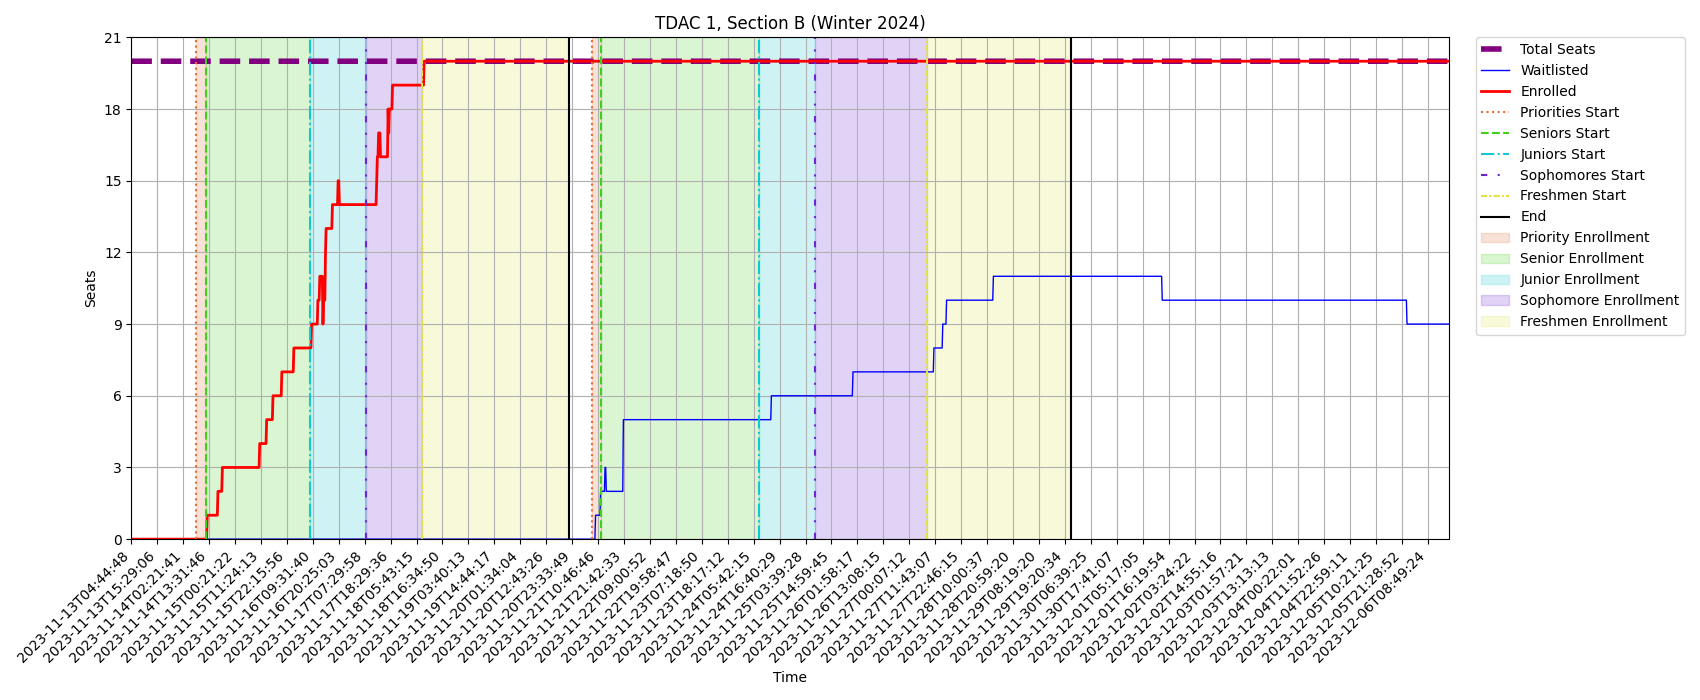 TDAC 1, Section B (Winter 2024)
21
18
15
12
9
6
3
0
Seats
2023-11-13T04:44:48
2023-11-13T15:29:06
2023-11-14T02:21:41
2023-11-14T13:31:46
2023-11-15T00:21:22
2023-11-15T11:24:13
2023-11-15T22:15:56
2023-11-16T09:31:40
2023-11-16T20:25:03
2023-11-17T07:29:58
2023-11-17T18:29:36
2023-11-18T05:43:15
2023-11-18T16:34:50
2023-11-19T03:40:13
2023-11-19T14:44:17
2023-11-20T01:34:04
2023-11-20T12:43:26
2023-11-20T23:33:49
2023-11-21T10:46:46
2023-11-21T21:42:33
2023-11-22T09:00:52
2023-11-22T19:58:47
2023-11-23T07:18:50
2023-11-23T18:17:12
2023-11-24T05:42:15
2023-11-24T16:40:29
2023-11-25T03:39:28
2023-11-25T14:59:45
2023-11-26T01:58:17
2023-11-26T13:08:15
2023-11-27T00:07:12
2023-11-27T11:43:07
2023-11-27T22:46:15
2023-11-28T10:00:37
2023-11-28T20:59:20
2023-11-29T08:19:20
2023-11-29T19:20:34
2023-11-30T06:39:25
2023-11-30T17:41:07
2023-12-01T05:17:05
2023-12-01T16:19:54
2023-12-02T03:24:22
2023-12-02T14:55:16
2023-12-03T01:57:21
2023-12-03T13:13:13
2023-12-04T00:22:01
2023-12-04T11:52:26
2023-12-04T22:59:11
2023-12-05T10:21:25
2023-12-05T21:28:52
2023-12-06T08:49:24
Time
Total Seats
Waitlisted
Enrolled
Priorities Start
Seniors Start
Juniors Start
Sophomores Start
Freshmen Start
End
Priority Enrollment
Senior Enrollment
Junior Enrollment
Sophomore Enrollment
Freshmen Enrollment